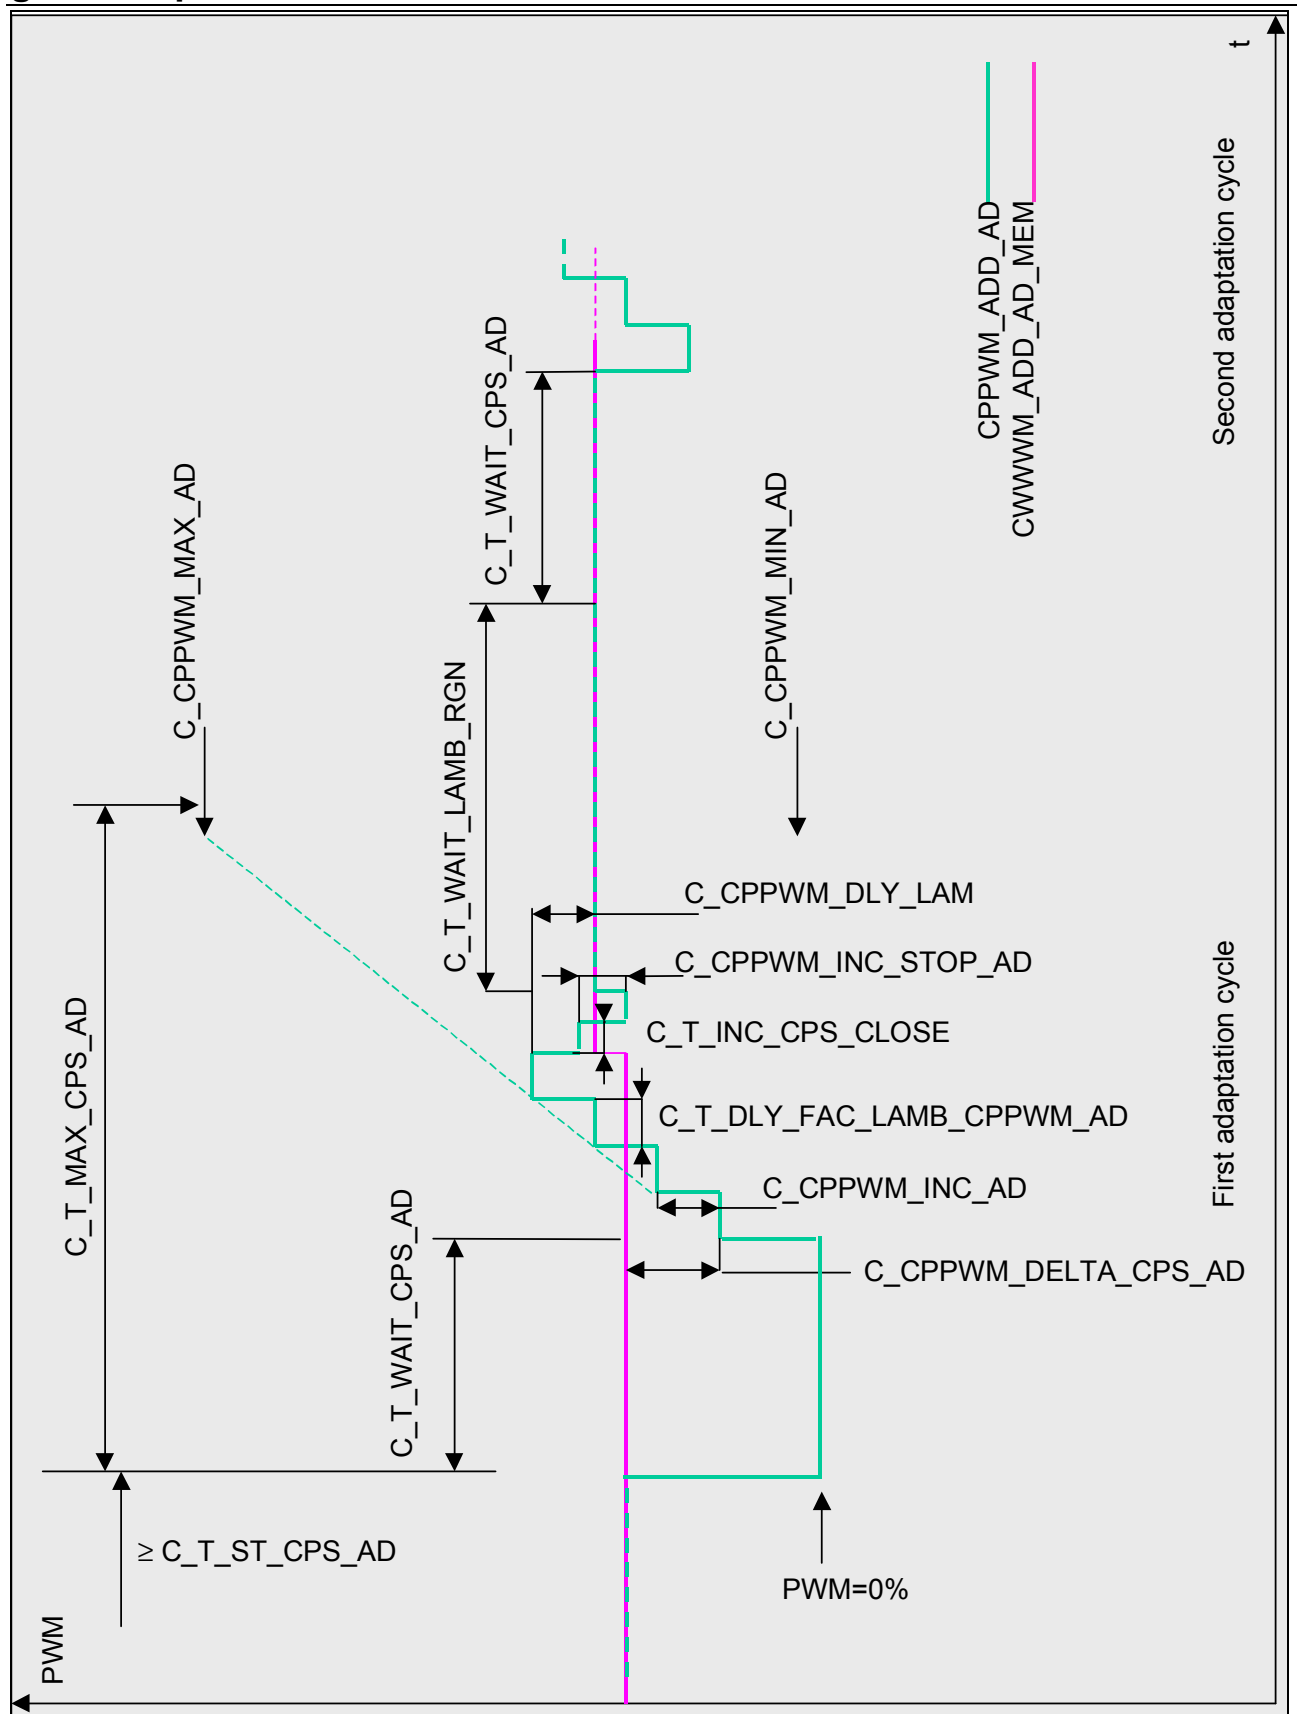 PWM
≥ C_T_ST_CPS_AD
C_T_MAX_CPS_AD
C_T_WAIT_CPS_AD
PWM=0%
C_CPPWM_DELTA_CPS_AD
C_CPPWM_INC_AD
C_T_DLY_FAC_LAMB_CPPWM_AD
C_T_INC_CPS_CLOSE
C_CPPWM_INC_STOP_AD
C_CPPWM_DLY_LAM
C_T_WAIT_LAMB_RGN
C_CPPWM_MAX_AD
C_CPPWM_MIN_AD
C_T_WAIT_CPS_AD
First adaptation cycle
Second adaptation cycle
CPPWM_ADD_AD
CWWWM_ADD_AD_MEM
t